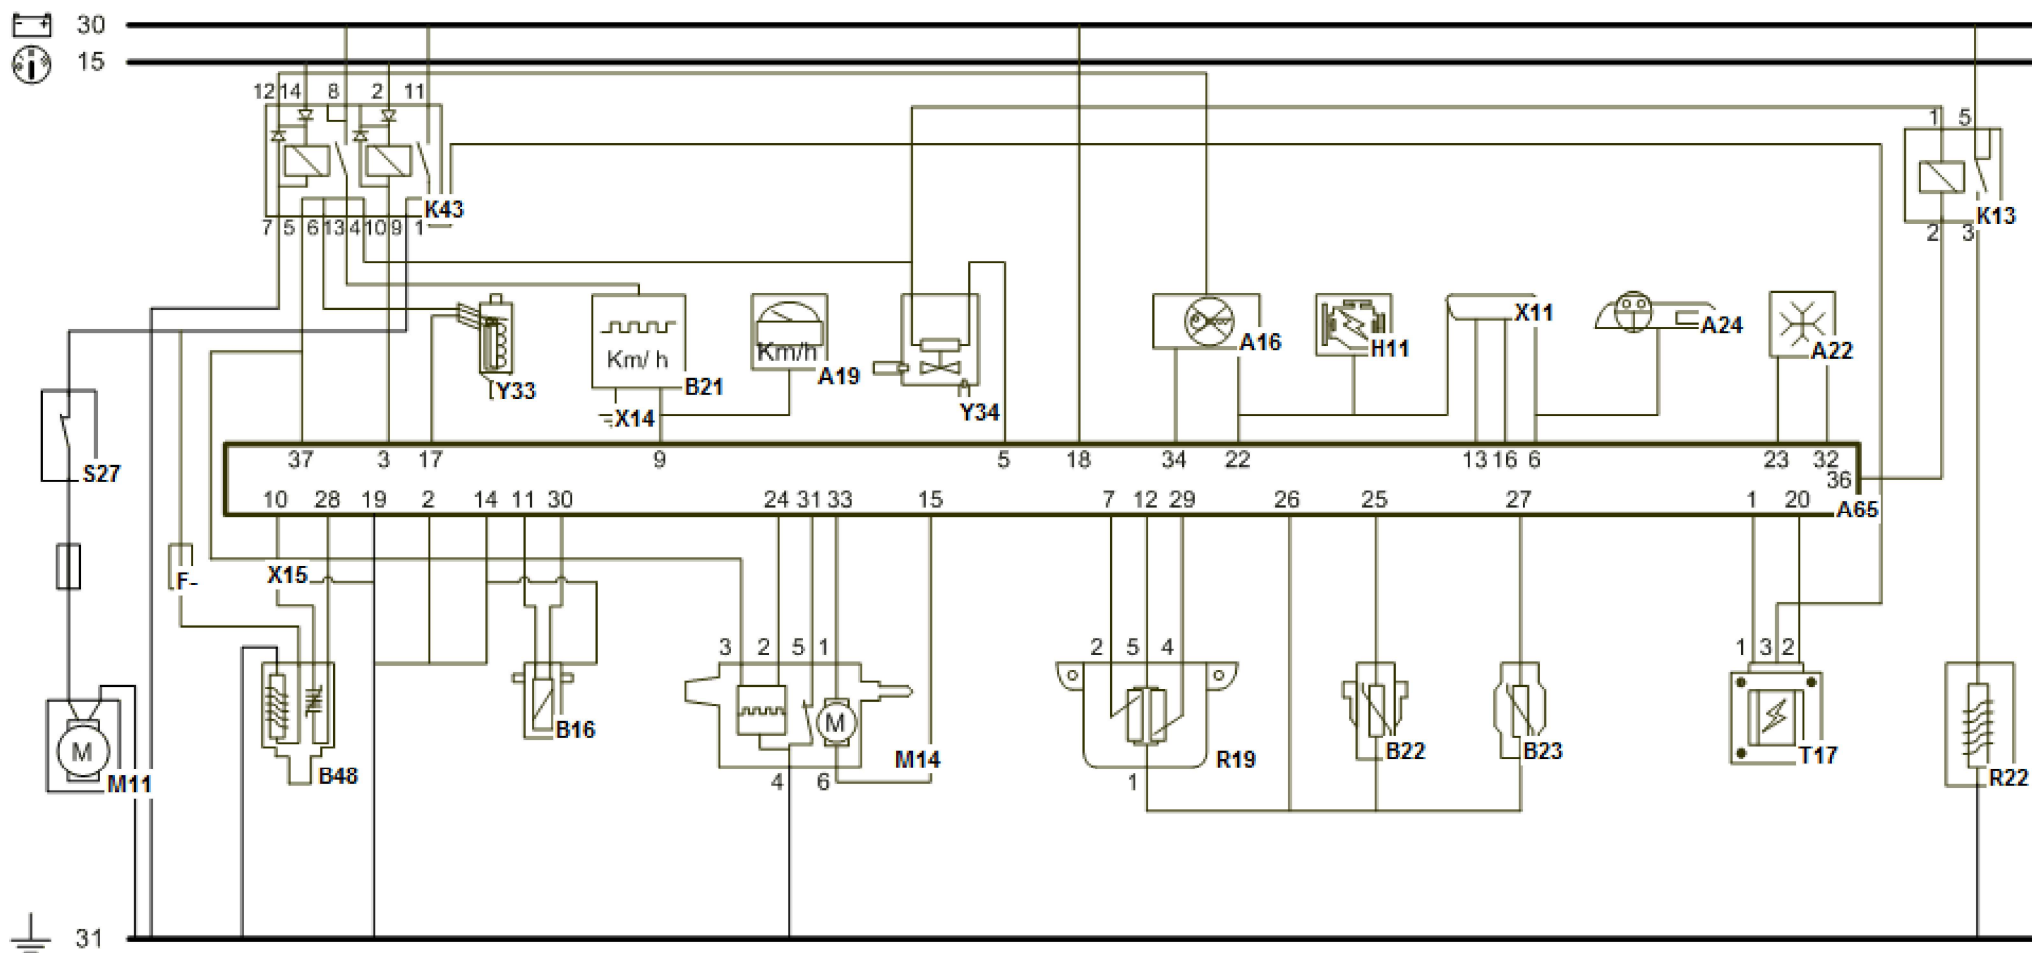 30
15
12 14 8 2 11
1 5
K43
K13
7 5 6 13 4 10 9 1
2 3
Km/ h
Km/h
X11
A24
A16
H11
A22
A19
B21
Y33
Y34
X14
S27
37 3 17 9 5 18 34 22 13 16 6 23 32
36
10 28 19 2 14 11 30 24 31 33 15 7 12 29 26 25 27 1 20
A65
X15
F-
3 2 5 1 2 5 4 1 3 2
M
M
B16
B22
B23
T17
M14
R19
B48
M11
R22
4 6 1
31